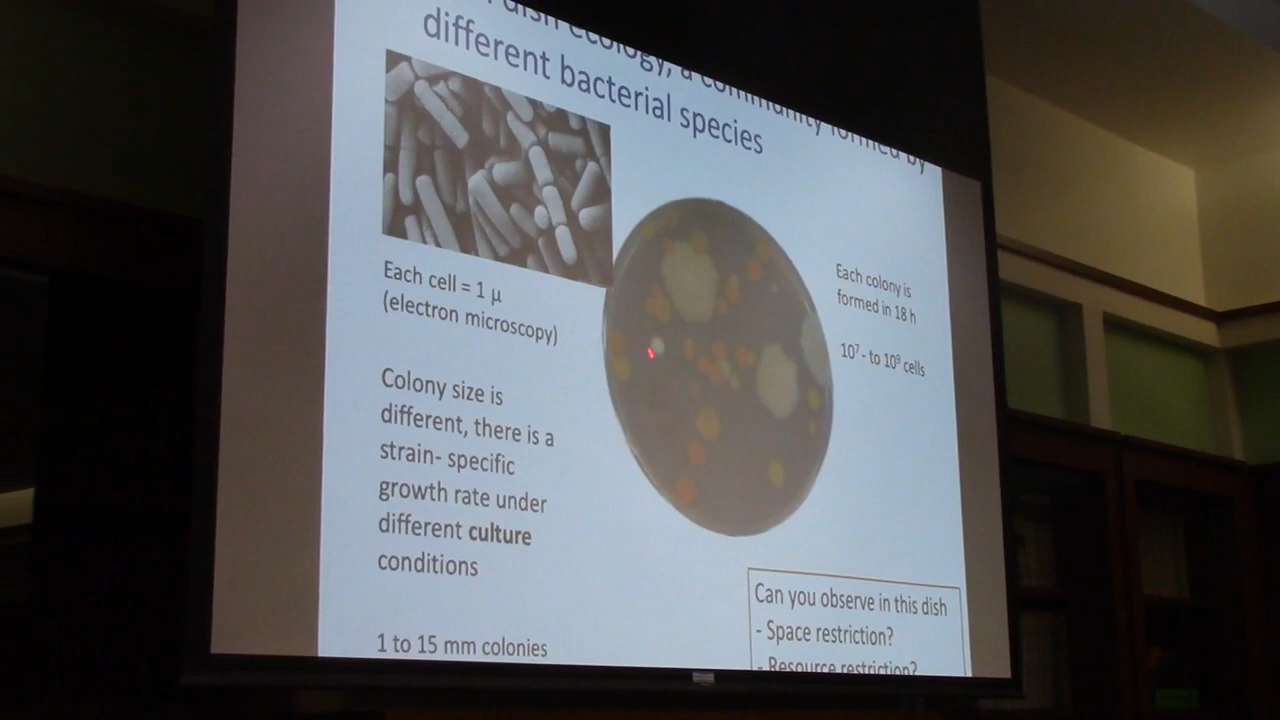 dish ecology, a community formed by
different bacterial species
Each cell = 1 µ
(electron microscopy)
Each colony is
formed in 18 h
10⁷- to 10⁹ cells
Colony size is
different, there is a
strain- specific
growth rate under
different culture
conditions
1 to 15 mm colonies
Can you observe in this dish
- Space restriction?
- Resource restriction?